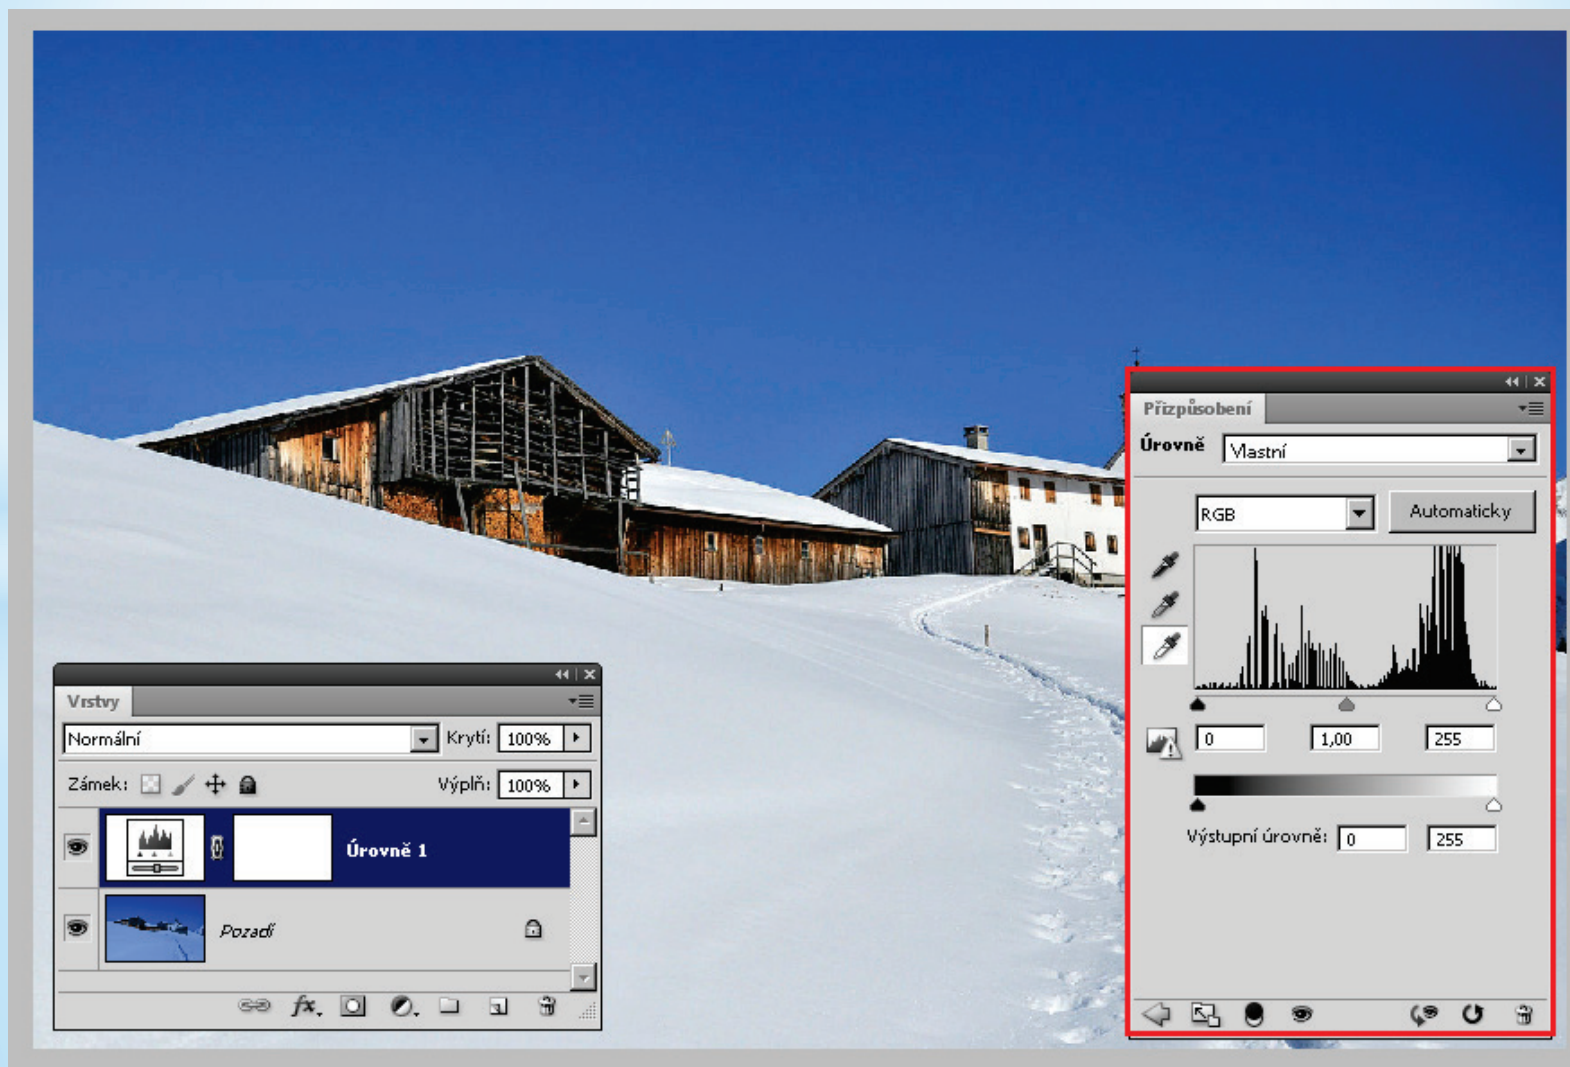 Přizpůsobení
Úrovně Vlastní
RGB Automaticky
0 1,00 255
Výstupní úrovně: 0 255
Vrstvy
Normální Krytí: 100%
Zámek: Výplň: 100%
Úrovně 1
Pozadí
fx.